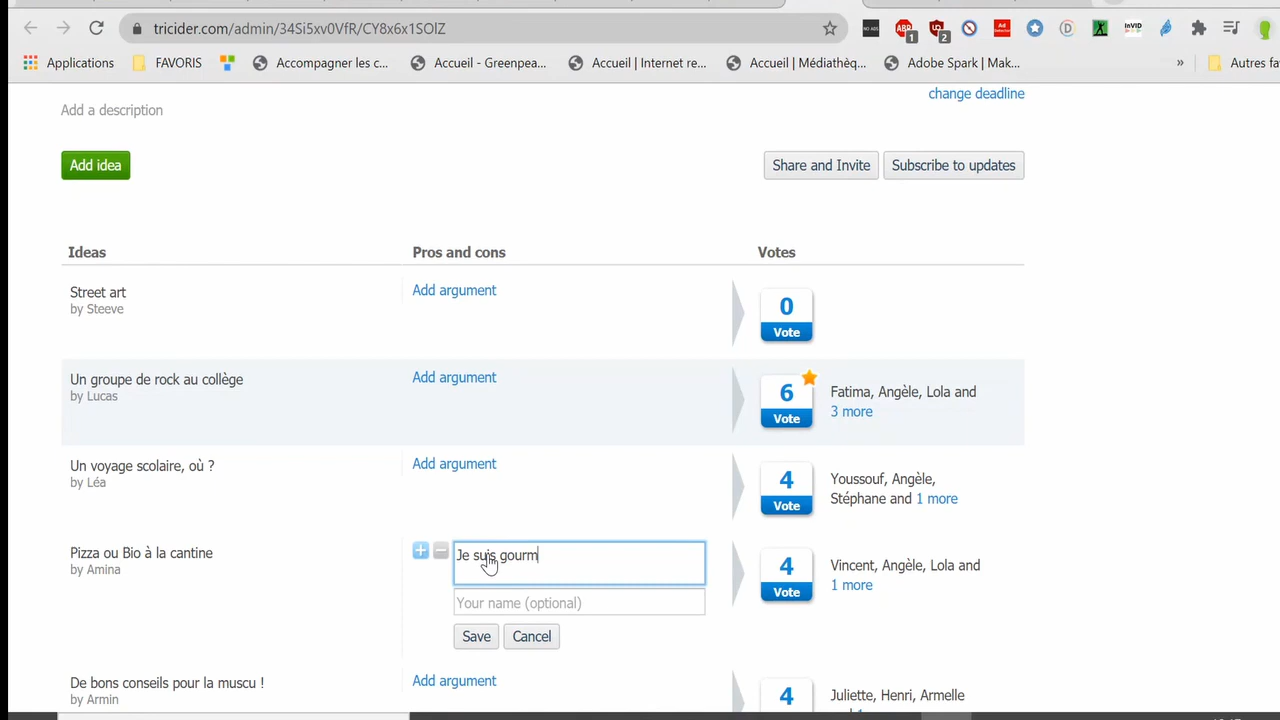 tricider.com/admin/34Si5xv0VfR/CY8x6x1SOlZ
Applications FAVORIS Accompagner les c... Accueil - Greenpea... Accueil | Internet re... Accueil | Médiathèq... Adobe Spark | Mak... » Autres fa
change deadline
Add a description
Add idea
Share and Invite Subscribe to updates
Ideas Pros and cons Votes
Street art
by Steeve
Add argument
0
Vote
Un groupe de rock au collège
by Lucas
Add argument
6
Vote
Fatima, Angèle, Lola and
3 more
Un voyage scolaire, où ?
by Léa
Add argument
4
Vote
Youssouf, Angèle,
Stéphane and 1 more
Pizza ou Bio à la cantine
by Amina
Je suis gourm
Your name (optional)
Save Cancel
4
Vote
Vincent, Angèle, Lola and
1 more
De bons conseils pour la muscu !
by Armin
Add argument
4
Juliette, Henri, Armelle